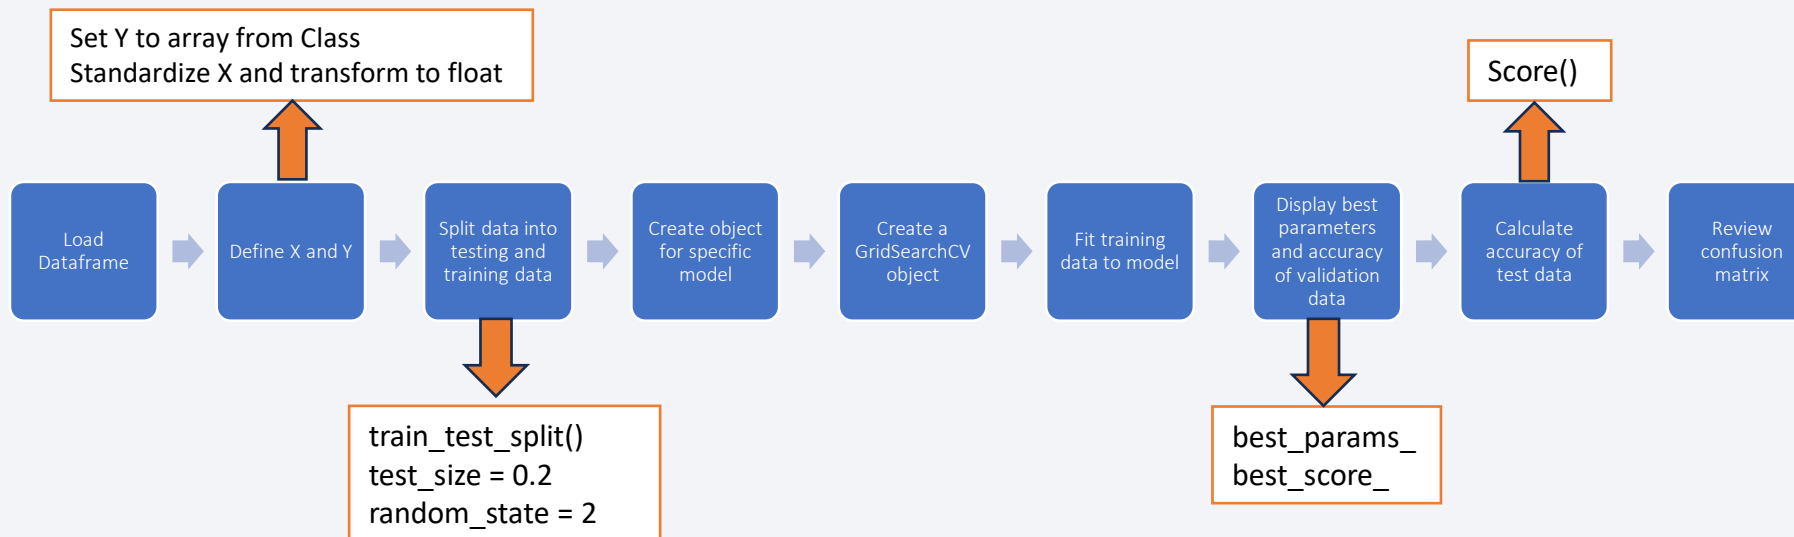 Set Y to array from Class
Standardize X and transform to float
Score()
Load
Dataframe
Define X and Y
Split data into
testing and
training data
Create object
for specific
model
Create a
GridSearchCV
object
Fit training
data to model
Display best
parameters
and accuracy
of validation
data
Calculate
accuracy of
test data
Review
confusion
matrix
train_test_split()
test_size = 0.2
random_state = 2
best_params_
best_score_